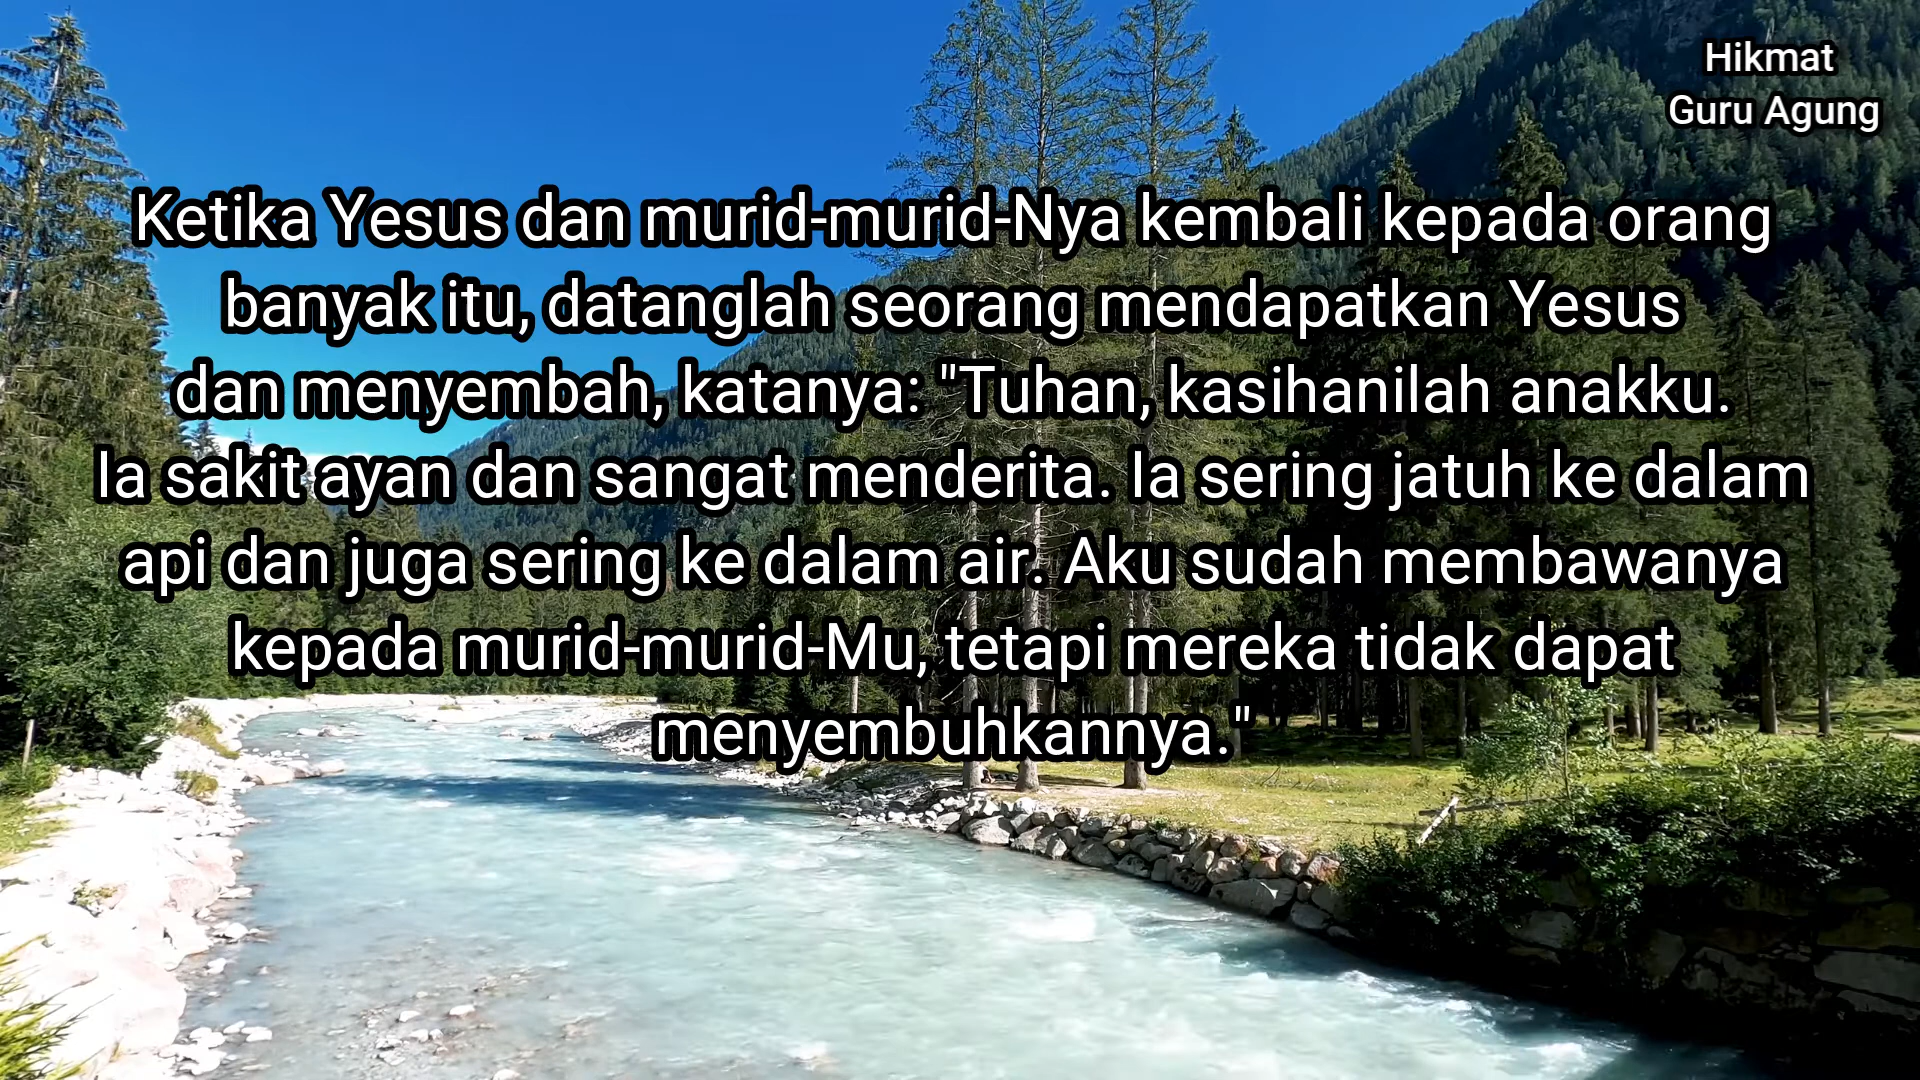 Hikmat
Guru Agung
Ketika Yesus dan murid-murid-Nya kembali kepada orang
banyak itu, datanglah seorang mendapatkan Yesus
dan menyembah, katanya: "Tuhan, kasihanilah anakku.
Ia sakit ayan dan sangat menderita. Ia sering jatuh ke dalam
api dan juga sering ke dalam air. Aku sudah membawanya
kepada murid-murid-Mu, tetapi mereka tidak dapat
menyembuhkannya."